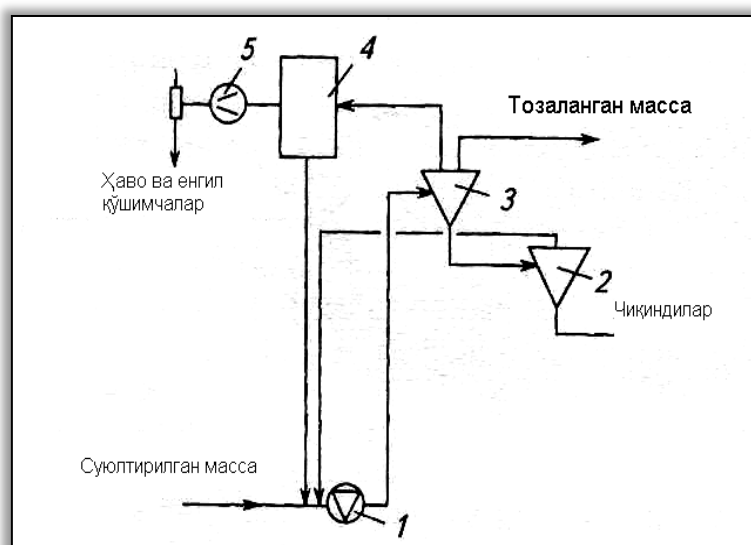 5
4
Тозаланган масса
Ҳаво ва енгил
қўшимчалар
3
2
Чиқиндилар
Суюлтирилган масса
1